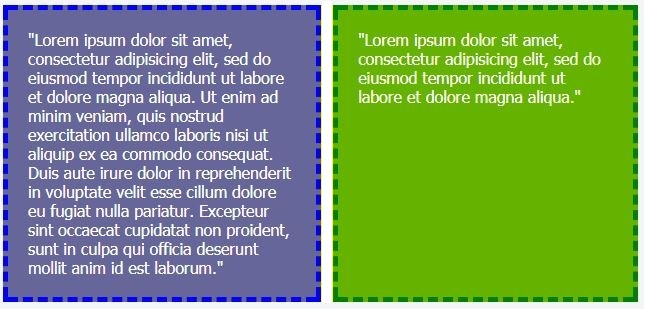 "Lorem ipsum dolor sit amet,
consectetur adipisicing elit, sed do
eiusmod tempor incididunt ut labore
et dolore magna aliqua. Ut enim ad
minim veniam, quis nostrud
exercitation ullamco laboris nisi ut
aliquip ex ea commodo consequat.
Duis aute irure dolor in reprehenderit
in voluptate velit esse cillum dolore
eu fugiat nulla pariatur. Excepteur
sint occaecat cupidatat non proident,
sunt in culpa qui officia deserunt
mollit anim id est laborum."
"Lorem ipsum dolor sit amet,
consectetur adipisicing elit, sed do
eiusmod tempor incididunt ut
labore et dolore magna aliqua."